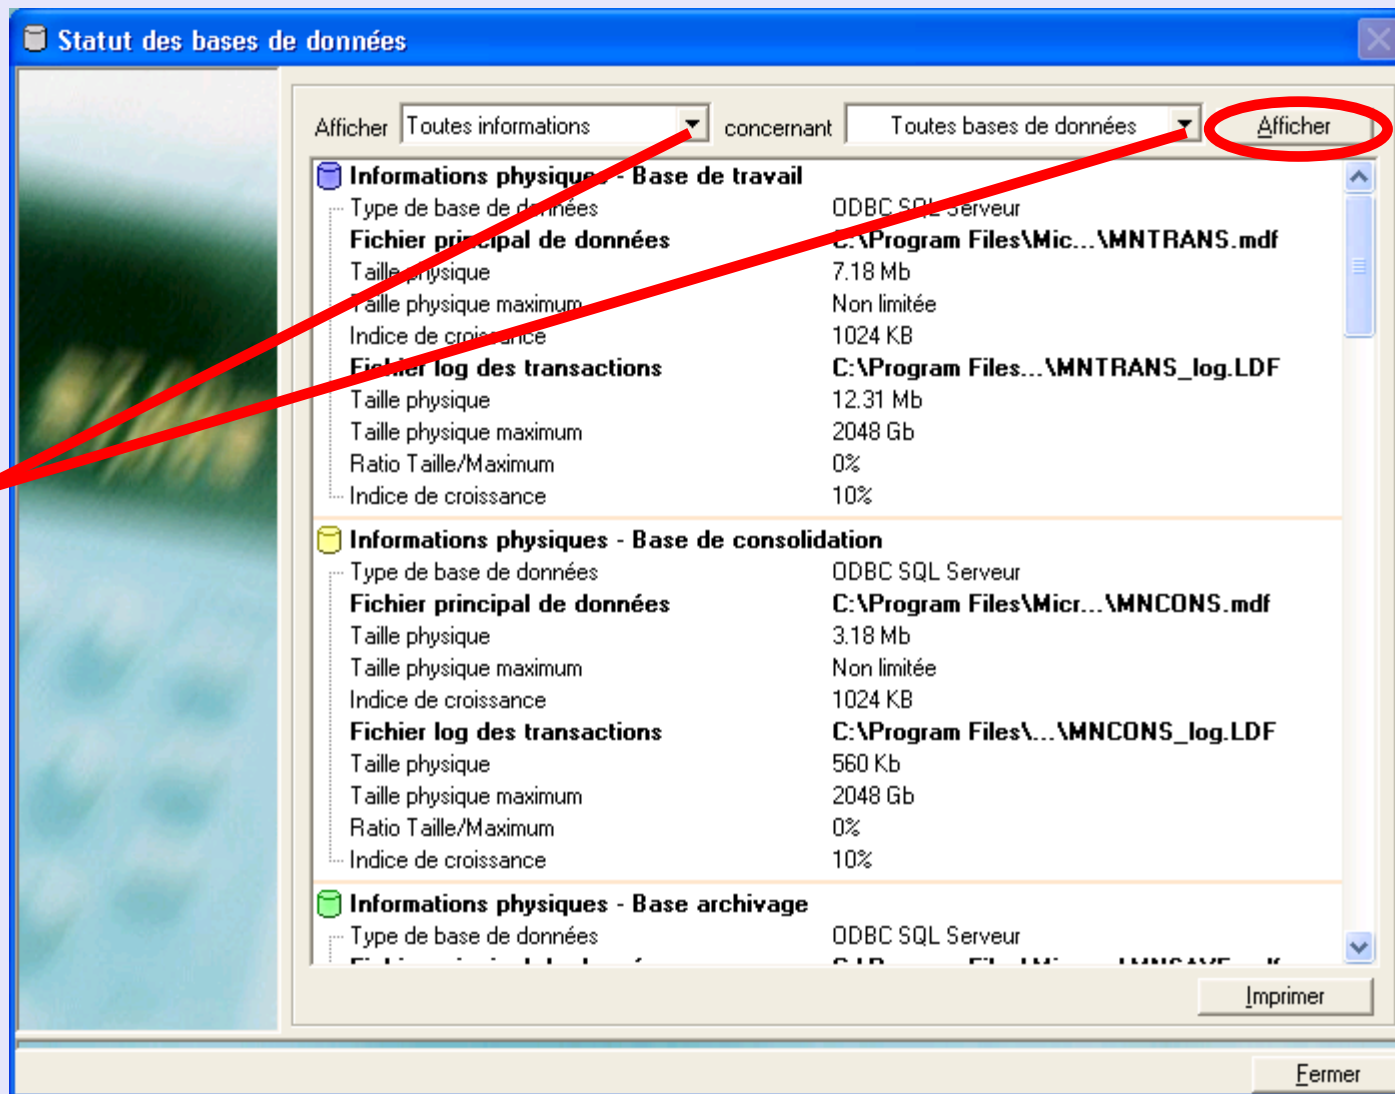 Statut des bases de données
Afficher Toutes informations concernant Toutes bases de données Afficher
Informations physiques - Base de travail
Type de base de données ODBC SQL Serveur
Fichier principal de données C:\Program Files\Mic...\MNTRANS.mdf
Taille physique 7.18 Mb
Taille physique maximum Non limitée
Indice de croissance 1024 KB
Fichier log des transactions C:\Program Files...\MNTRANS_log.LDF
Taille physique 12.31 Mb
Taille physique maximum 2048 Gb
Ratio Taille/Maximum 0%
Indice de croissance 10%
Informations physiques - Base de consolidation
Type de base de données ODBC SQL Serveur
Fichier principal de données C:\Program Files\Micr...\MNCONS.mdf
Taille physique 3.18 Mb
Taille physique maximum Non limitée
Indice de croissance 1024 KB
Fichier log des transactions C:\Program Files\...\MNCONS_log.LDF
Taille physique 560 Kb
Taille physique maximum 2048 Gb
Ratio Taille/Maximum 0%
Indice de croissance 10%
Informations physiques - Base archivage
Type de base de données ODBC SQL Serveur
Imprimer
Fermer